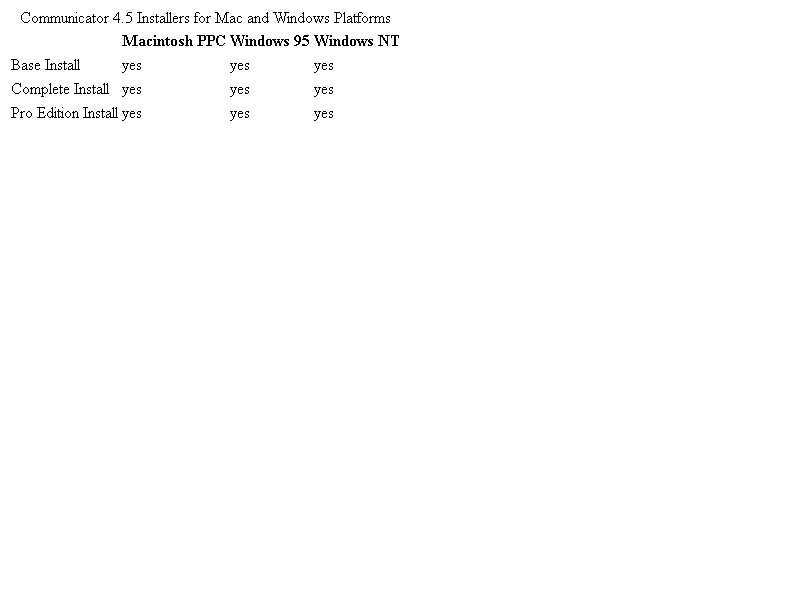 Communicator 4.5 Installers for Mac and Windows Platforms
Macintosh PPC Windows 95 Windows NT
Base Install yes yes yes
Complete Install yes yes yes
Pro Edition Install yes yes yes